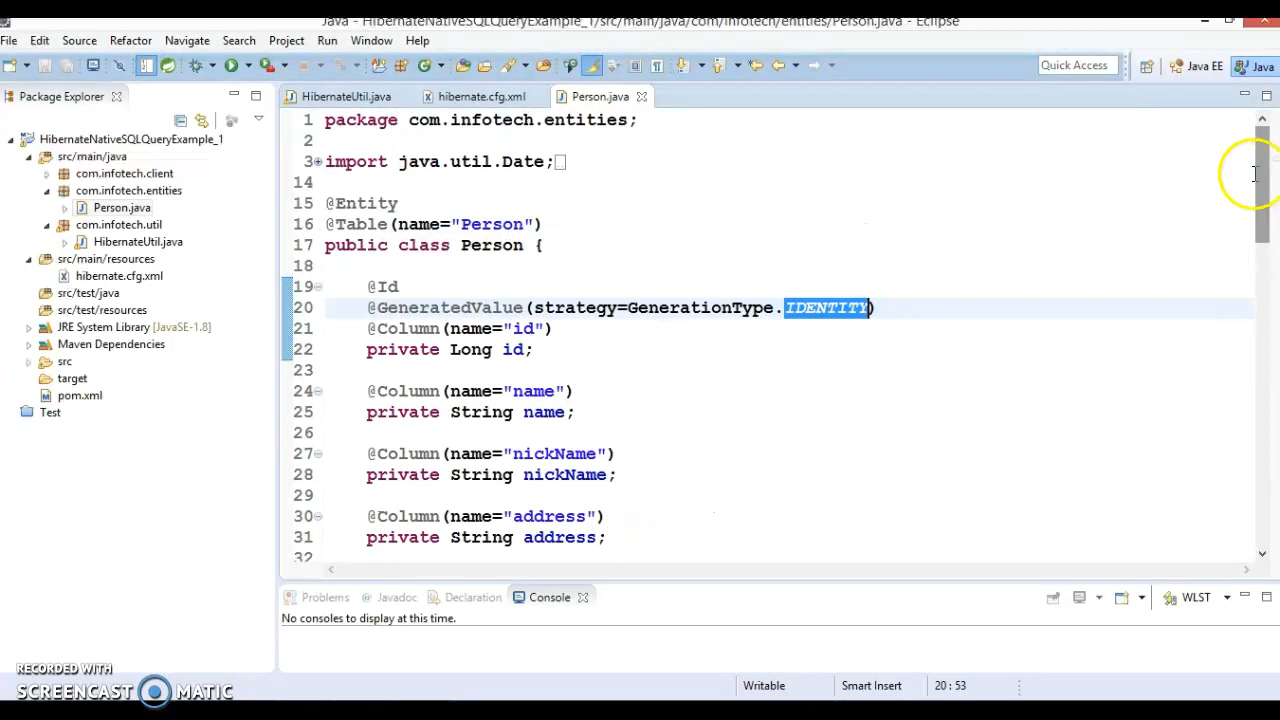 Java - HibernateNativeSQLQueryExample_1/src/main/java/com/infotech/entities/Person.java - Eclipse
File Edit Source Refactor Navigate Search Project Run Window Help
Quick Access Java EE Java
Package Explorer
HibernateUtil.java hibernate.cfg.xml Person.java
HibernateNativeSQLQueryExample_1
src/main/java
com.infotech.client
com.infotech.entities
Person.java
com.infotech.util
HibernateUtil.java
src/main/resources
hibernate.cfg.xml
src/test/java
src/test/resources
JRE System Library [JavaSE-1.8]
Maven Dependencies
src
target
pom.xml
Test
1 package com.infotech.entities;
2
3 import java.util.Date;
14
15 @Entity
16 @Table(name="Person")
17 public class Person {
18
19 @Id
20 @GeneratedValue(strategy=GenerationType.IDENTITY)
21 @Column(name="id")
22 private Long id;
23
24 @Column(name="name")
25 private String name;
26
27 @Column(name="nickName")
28 private String nickName;
29
30 @Column(name="address")
31 private String address;
32
Problems Javadoc Declaration Console WLST
No consoles to display at this time.
Writable Smart Insert 20 : 53
RECORDED WITH
SCREENCAST MATIC